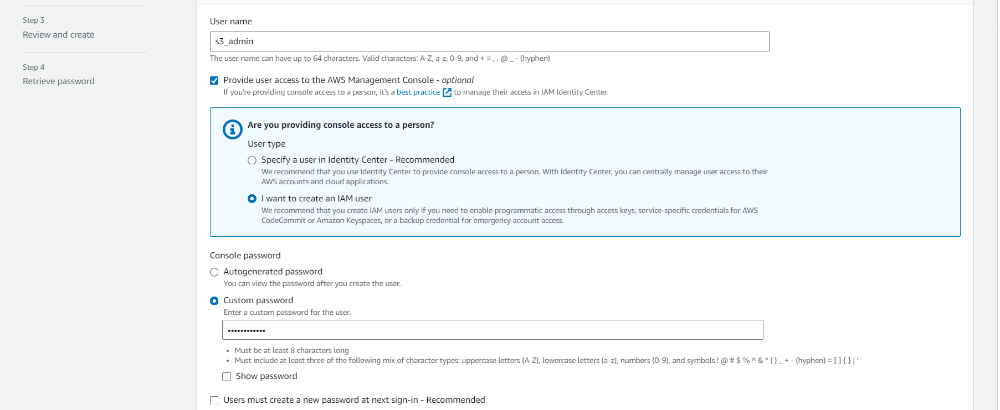 Step 3
Review and create
Step 4
Retrieve password
User name
s3_admin
The user name can have up to 64 characters. Valid characters: A-Z, a-z, 0-9, and + = , . @ _ - (hyphen)
Provide user access to the AWS Management Console - optional
If you're providing console access to a person, it's a best practice to manage their access in IAM Identity Center.
Are you providing console access to a person?
User type
Specify a user in Identity Center - Recommended
We recommend that you use Identity Center to provide console access to a person. With Identity Center, you can centrally manage user access to their
AWS accounts and cloud applications.
I want to create an IAM user
We recommend that you create IAM users only if you need to enable programmatic access through access keys, service-specific credentials for AWS
CodeCommit or Amazon Keyspaces, or a backup credential for emergency account access.
Console password
Autogenerated password
You can view the password after you create the user.
Custom password
Enter a custom password for the user.
••••••••••••
• Must be at least 8 characters long
• Must include at least three of the following mix of character types: uppercase letters (A-Z), lowercase letters (a-z), numbers (0-9), and symbols ! @ # $ % ^ & * ( ) _ + - (hyphen) = [ ] { } | '
Show password
Users must create a new password at next sign-in - Recommended